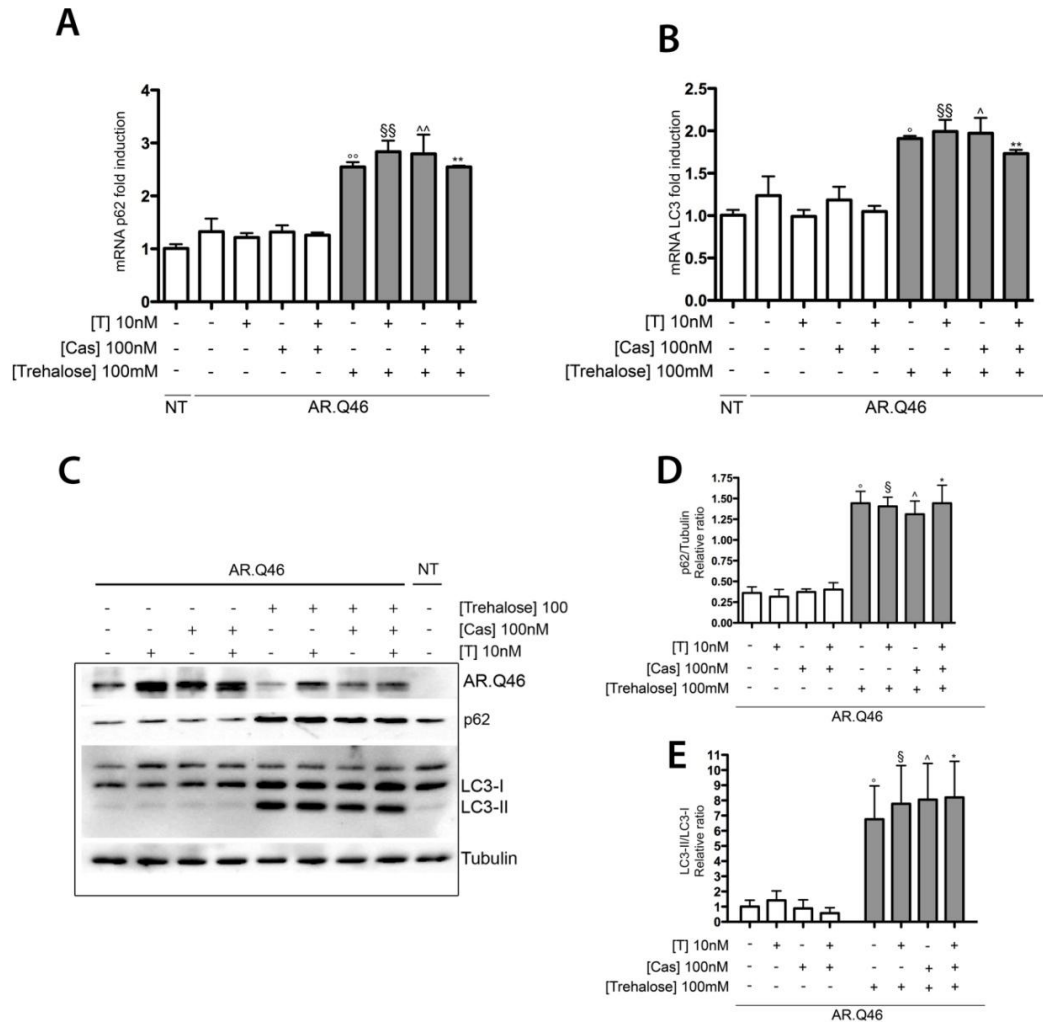 A
mRNA p62 fold induction
4
3
2
1
0
°° §§ ^^ **
[T] 10nM - - + - + - + - +
[Cas] 100nM - - - + + - - + +
[Trehalose] 100mM - - - - - + + + +
NT AR.Q46
B
mRNA LC3 fold induction
2.5
2.0
1.5
1.0
0.5
0.0
° §§ ^ **
[T] 10nM - - + - + - + - +
[Cas] 100nM - - - + + - - + +
[Trehalose] 100mM - - - - - + + + +
NT AR.Q46
C
AR.Q46 NT
- - - - + + + + - [Trehalose] 100
- - + + - - + + - [Cas] 100nM
- + - + - + - + - [T] 10nM
AR.Q46
p62
LC3-I
LC3-II
Tubulin
D
p62/Tubulin
Relative ratio
1.75
1.50
1.25
1.00
0.75
0.50
0.25
0.00
° § ^ *
[T] 10nM - + - + - + - +
[Cas] 100nM - - + + - - + +
[Trehalose] 100mM - - - - + + + +
AR.Q46
E
LC3-II/LC3-I
Relative ratio
11
10
9
8
7
6
5
4
3
2
1
0
° § ^ *
[T] 10nM - + - + - + - +
[Cas] 100nM - - + + - - + +
[Trehalose] 100mM - - - - + + + +
AR.Q46